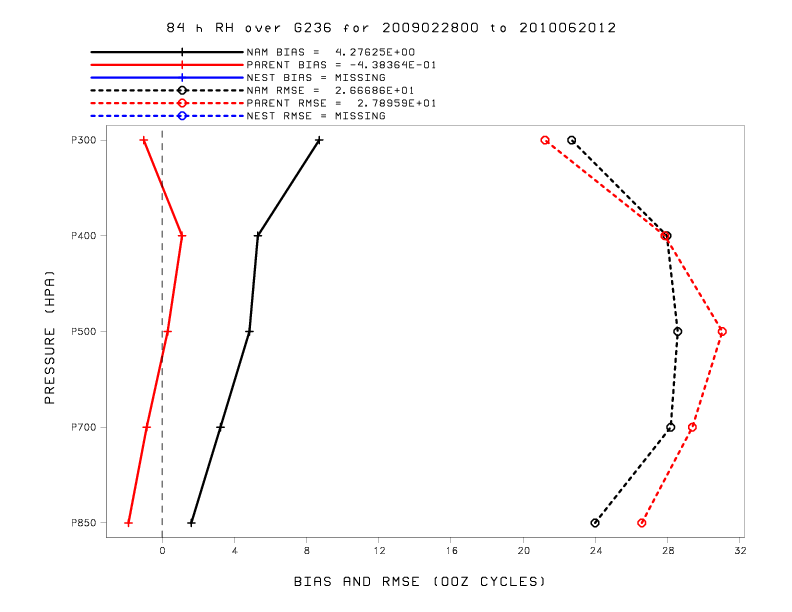 84 h RH over G236 for 2009022800 to 2010062012
NAM BIAS = 4.27625E+00
PARENT BIAS = -4.38364E-01
NEST BIAS = MISSING
NAM RMSE = 2.66686E+01
PARENT RMSE = 2.78959E+01
NEST RMSE = MISSING
P300
P400
P500
P700
P850
PRESSURE (HPA)
0 4 8 12 16 20 24 28 32
BIAS AND RMSE (00Z CYCLES)